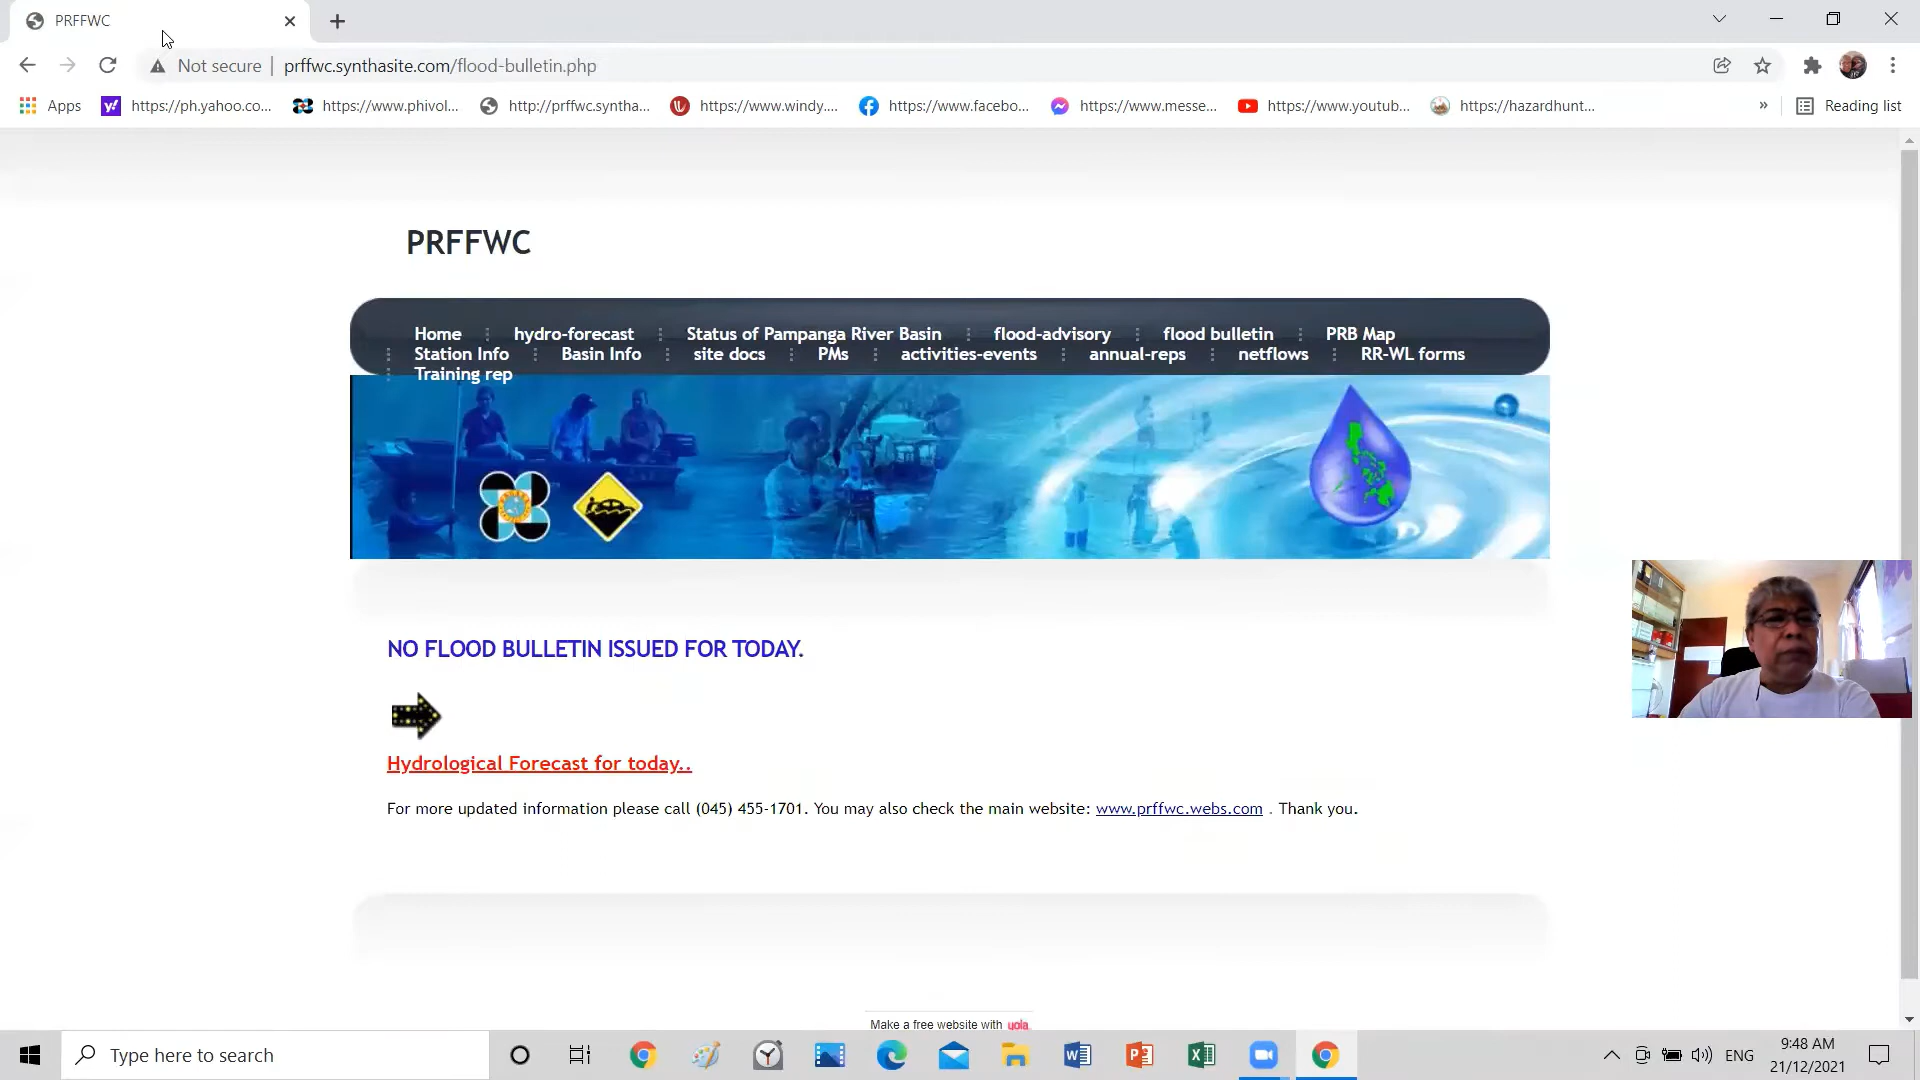 PRFFWC
Not secure | prffwc.synthasite.com/flood-bulletin.php
Apps https://ph.yahoo.co... https://www.phivol... http://prffwc.syntha... https://www.windy.... https://www.facebo... https://www.messe... https://www.youtub... https://hazardhunt... » Reading list
PRFFWC
Home hydro-forecast Status of Pampanga River Basin flood-advisory flood bulletin PRB Map
Station Info Basin Info site docs PMs activities-events annual-reps netflows RR-WL forms
Training rep
NO FLOOD BULLETIN ISSUED FOR TODAY.
Hydrological Forecast for today..
For more updated information please call (045) 455-1701. You may also check the main website: www.prffwc.webs.com . Thank you.
Make a free website with yola
Type here to search
ENG
9:48 AM
21/12/2021